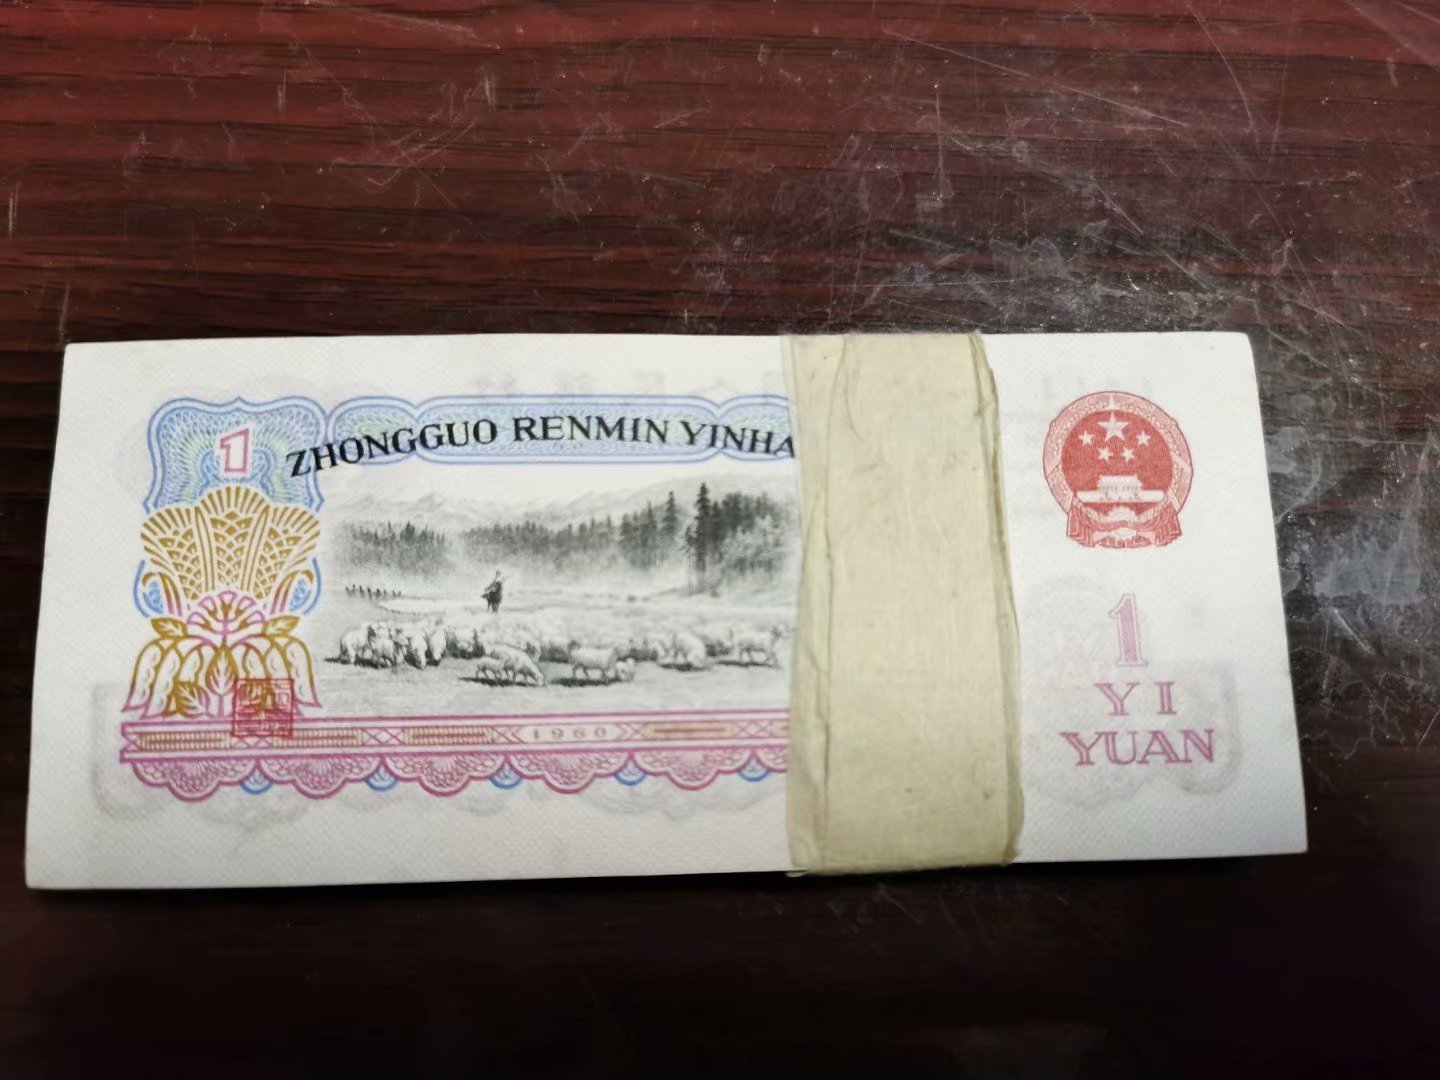 1
ZHONGGUO RENMIN YINHA
1960
1
YI
YUAN